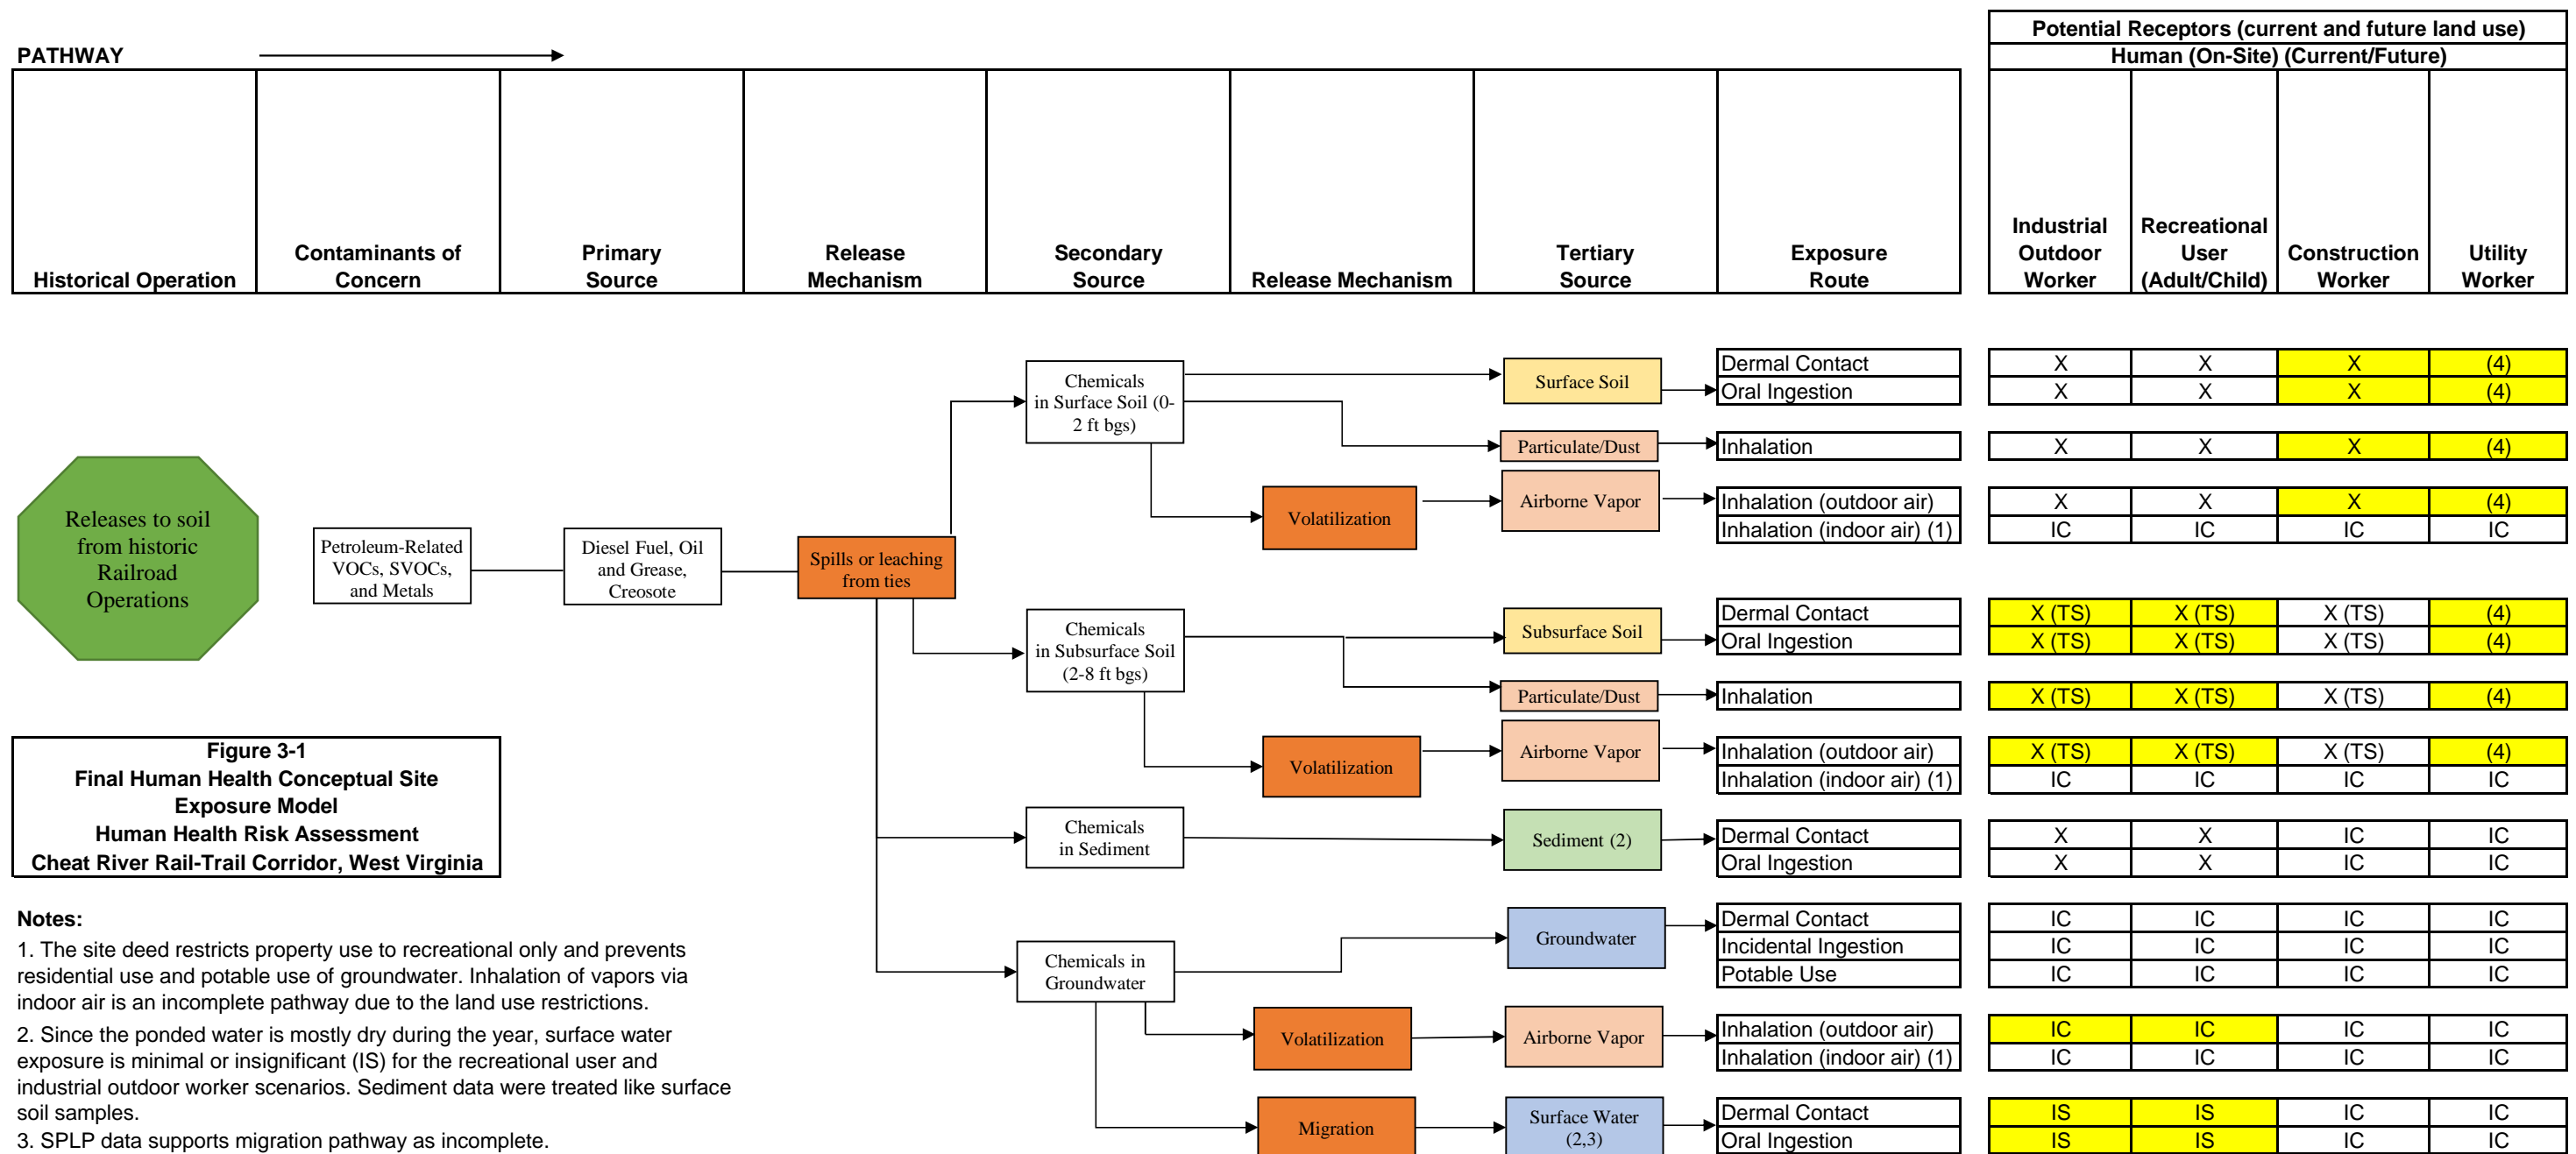 PATHWAY
Potential Receptors (current and future land use)
Human (On-Site) (Current/Future)
Historical Operation
Contaminants of
Concern
Primary
Source
Release
Mechanism
Secondary
Source
Release Mechanism
Tertiary
Source
Exposure
Route
Industrial
Outdoor
Worker
Recreational
User
(Adult/Child)
Construction
Worker
Utility
Worker
Releases to soil
from historic
Railroad
Operations
Petroleum-Related
VOCs, SVOCs,
and Metals
Diesel Fuel, Oil
and Grease,
Creosote
Spills or leaching
from ties
Chemicals
in Surface Soil (0-
2 ft bgs)
Surface Soil
Dermal Contact X X X (4)
Oral Ingestion X X X (4)
Particulate/Dust
Inhalation X X X (4)
Volatilization
Airborne Vapor
Inhalation (outdoor air) X X X (4)
Inhalation (indoor air) (1) IC IC IC IC
Chemicals
in Subsurface Soil
(2-8 ft bgs)
Subsurface Soil
Dermal Contact X (TS) X (TS) X (TS) (4)
Oral Ingestion X (TS) X (TS) X (TS) (4)
Particulate/Dust
Inhalation X (TS) X (TS) X (TS) (4)
Volatilization
Airborne Vapor
Inhalation (outdoor air) X (TS) X (TS) X (TS) (4)
Inhalation (indoor air) (1) IC IC IC IC
Chemicals
in Sediment
Sediment (2)
Dermal Contact X X IC IC
Oral Ingestion X X IC IC
Chemicals in
Groundwater
Groundwater
Dermal Contact IC IC IC IC
Incidental Ingestion IC IC IC IC
Potable Use IC IC IC IC
Volatilization
Airborne Vapor
Inhalation (outdoor air) IC IC IC IC
Inhalation (indoor air) (1) IC IC IC IC
Migration
Surface Water
(2,3)
Dermal Contact IS IS IC IC
Oral Ingestion IS IS IC IC
Figure 3-1
Final Human Health Conceptual Site
Exposure Model
Human Health Risk Assessment
Cheat River Rail-Trail Corridor, West Virginia
Notes:
1. The site deed restricts property use to recreational only and prevents
residential use and potable use of groundwater. Inhalation of vapors via
indoor air is an incomplete pathway due to the land use restrictions.
2. Since the ponded water is mostly dry during the year, surface water
exposure is minimal or insignificant (IS) for the recreational user and
industrial outdoor worker scenarios. Sediment data were treated like surface
soil samples.
3. SPLP data supports migration pathway as incomplete.